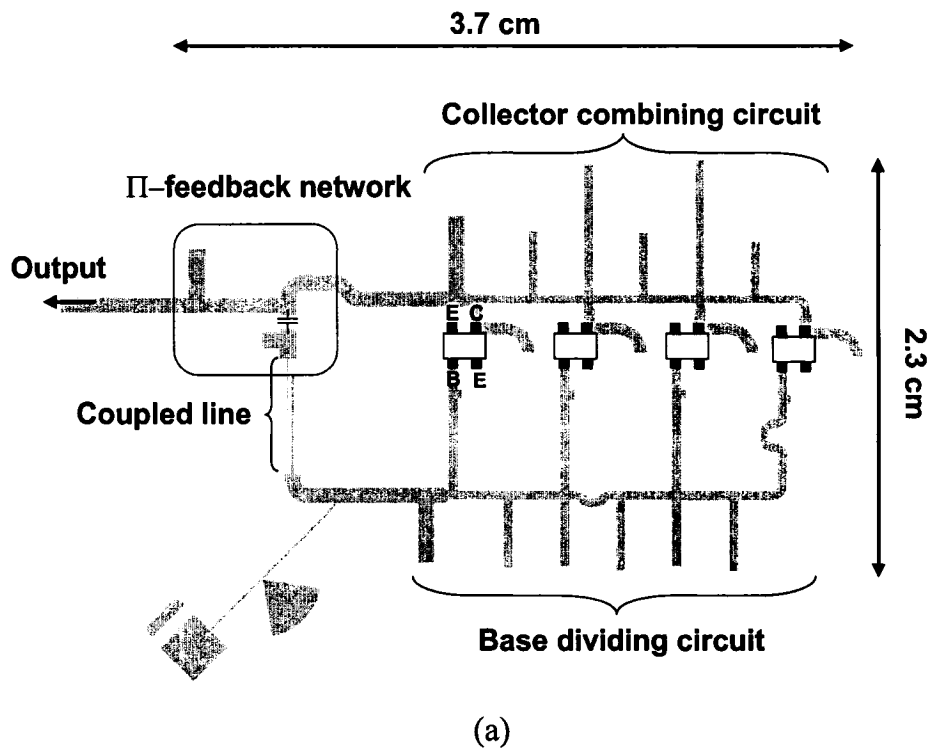 3.7 cm
Collector combining circuit
Π–feedback network
Output
E C
B E
2.3 cm
Coupled line
Base dividing circuit
(a)